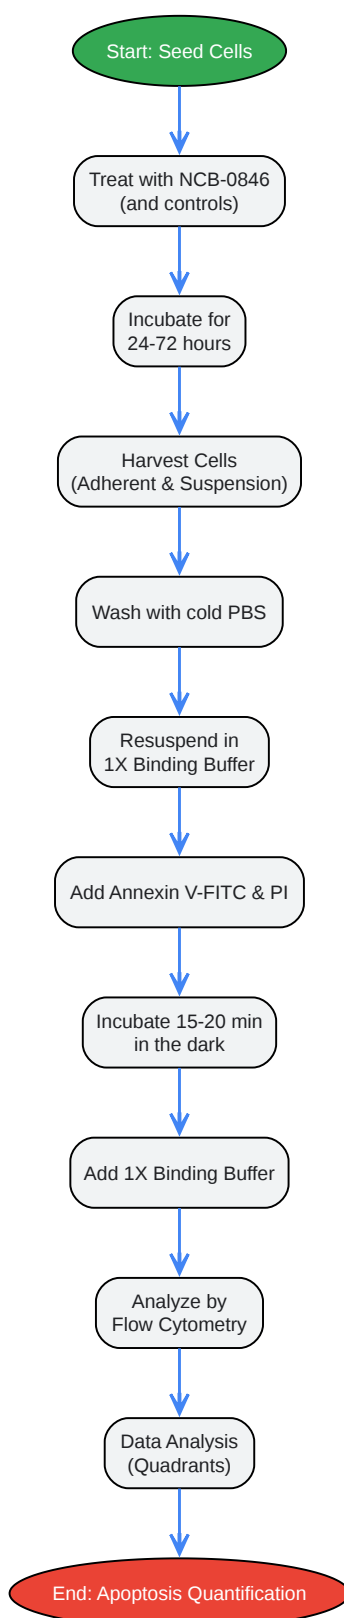 Start: Seed Cells
Treat with NCB-0846
(and controls)
Incubate for
24-72 hours
Harvest Cells
(Adherent & Suspension)
Wash with cold PBS
Resuspend in
1X Binding Buffer
Add Annexin V-FITC & PI
Incubate 15-20 min
in the dark
Add 1X Binding Buffer
Analyze by
Flow Cytometry
Data Analysis
(Quadrants)
End: Apoptosis Quantification